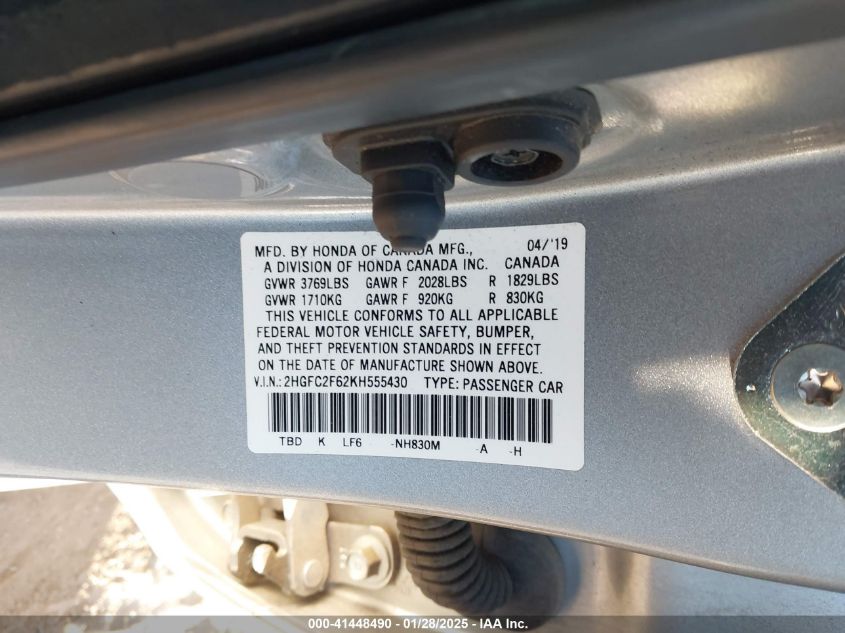 MFD. BY HONDA OF CANADA MFG., 04/'19
A DIVISION OF HONDA CANADA INC. CANADA
GVWR 3769LBS GAWR F 2028LBS R 1829LBS
GVWR 1710KG GAWR F 920KG R 830KG
THIS VEHICLE CONFORMS TO ALL APPLICABLE
FEDERAL MOTOR VEHICLE SAFETY, BUMPER,
AND THEFT PREVENTION STANDARDS IN EFFECT
ON THE DATE OF MANUFACTURE SHOWN ABOVE.
V.I.N.: 2HGFC2F62KH555430 TYPE: PASSENGER CAR
TBD K LF6 -NH830M -A -H
000-41448490 - 01/28/2025 - IAA Inc.